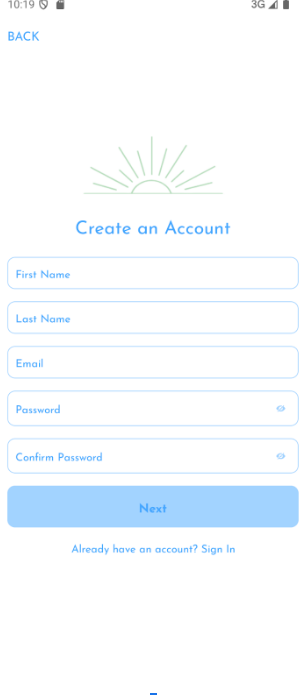 10:19
3G
BACK
Create an Account
First Name
Last Name
Email
Password
Confirm Password
Next
Already have an account? Sign In